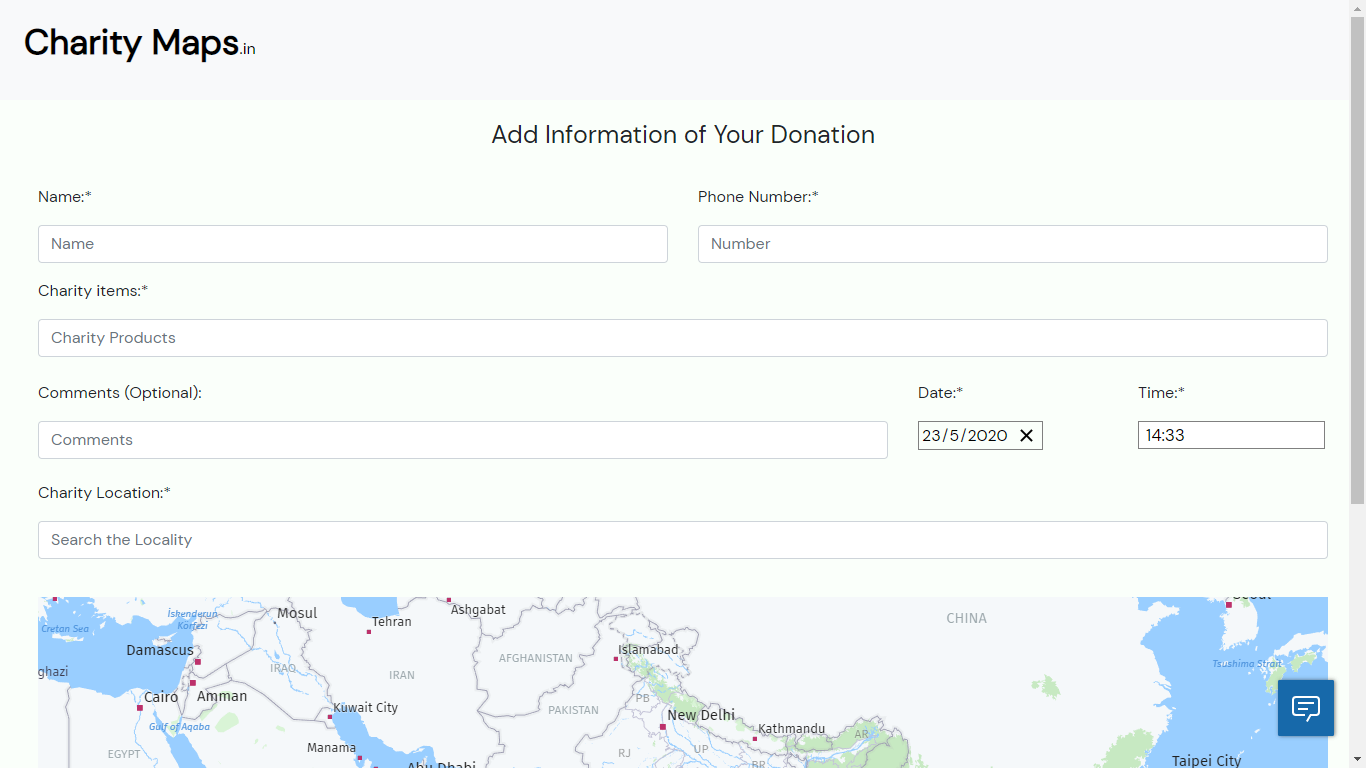 Charity Maps.in
Add Information of Your Donation
Name:*
Phone Number:*
Name
Number
Charity items:*
Charity Products
Comments (Optional):
Date:*
Time:*
Comments
23/5/2020
14:33
Charity Location:*
Search the Locality
Mosul
Ashgabat
İskenderun
Körfezi
Tehran
CHINA
Cretan Sea
Damascus
Islamabad
AFGHANISTAN
Tsushima Strait
ghazi
IRAQ
IRAN
Cairo
Amman
PB
Kuwait City
PAKISTAN
New Delhi
Gulf of Aqaba
Kathmandu
AR
Manama
EGYPT
RJ
UP
Taipei City
Abu Dhabi
BR